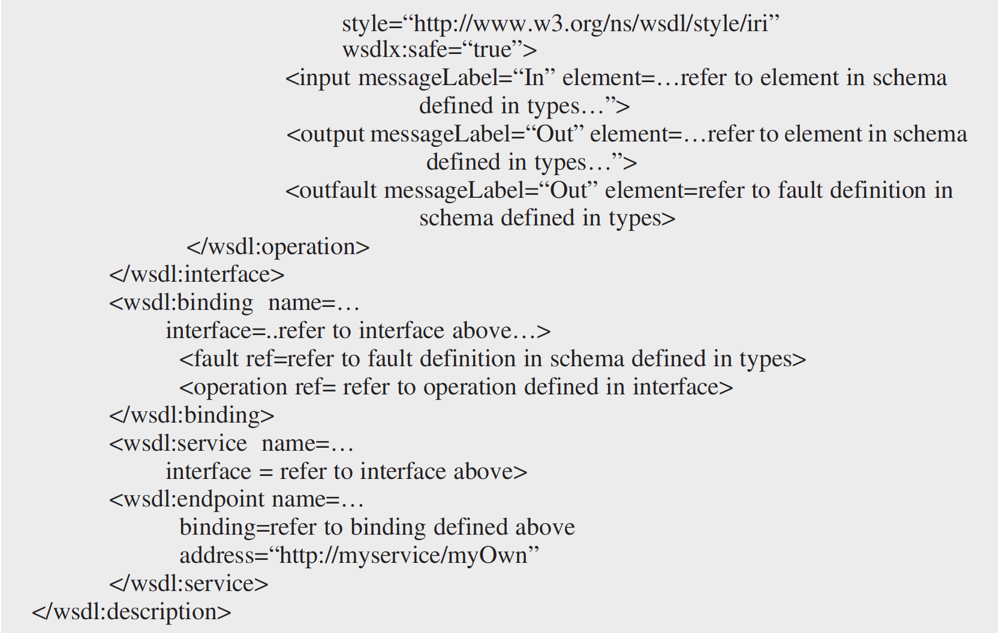 style=“http://www.w3.org/ns/wsdl/style/iri”
wsdlx:safe=“true”>
<input messageLabel=“In” element=…refer to element in schema
defined in types…”>
<output messageLabel=“Out” element=…refer to element in schema
defined in types…”>
<outfault messageLabel=“Out” element=refer to fault definition in
schema defined in types>
</wsdl:operation>
</wsdl:interface>
<wsdl:binding name=…
interface=..refer to interface above…>
<fault ref=refer to fault definition in schema defined in types>
<operation ref= refer to operation defined in interface>
</wsdl:binding>
<wsdl:service name=…
interface = refer to interface above>
<wsdl:endpoint name=…
binding=refer to binding defined above
address=“http://myservice/myOwn”
</wsdl:service>
</wsdl:description>